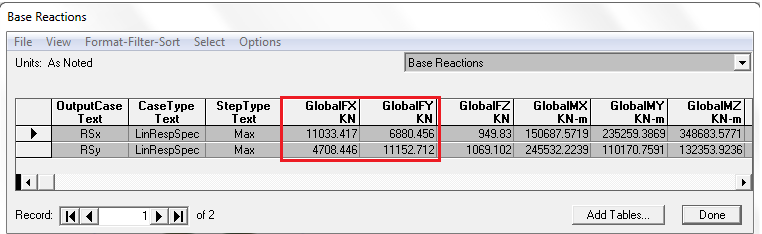 Base Reactions
File View Format-Filter-Sort Select Options
Units: As Noted Base Reactions
OutputCase CaseType StepType GlobalFX GlobalFY GlobalFZ GlobalMX GlobalMY GlobalMZ
Text Text Text KN KN KN KN-m KN-m KN-m
RSx LinRespSpec Max 11033.417 6880.456 949.83 150687.5719 235259.3869 348683.5771
RSy LinRespSpec Max 4708.446 11152.712 1069.102 245532.2239 110170.7591 132353.9236
Record: 1 of 2 Add Tables... Done